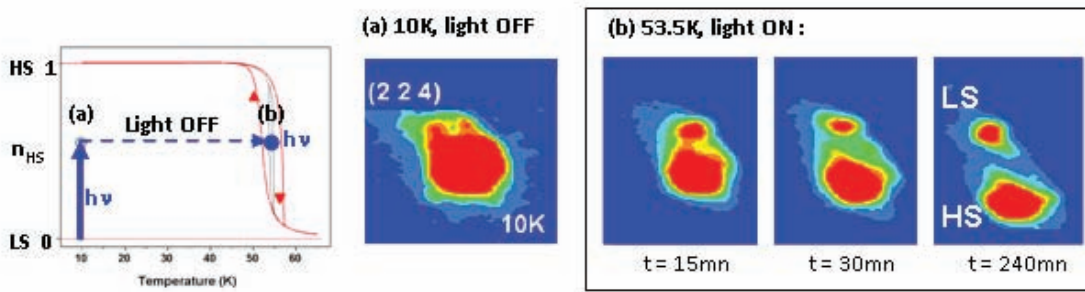 (a) 10K, light OFF
(b) 53.5K, light ON :
HS 1
(a)
(b)
Light OFF
hν
n_HS
hν
LS 0
10 20 30 40 50 60
Temperature (K)
(2 2 4)
10K
LS
HS
t = 15mn
t = 30mn
t = 240mn